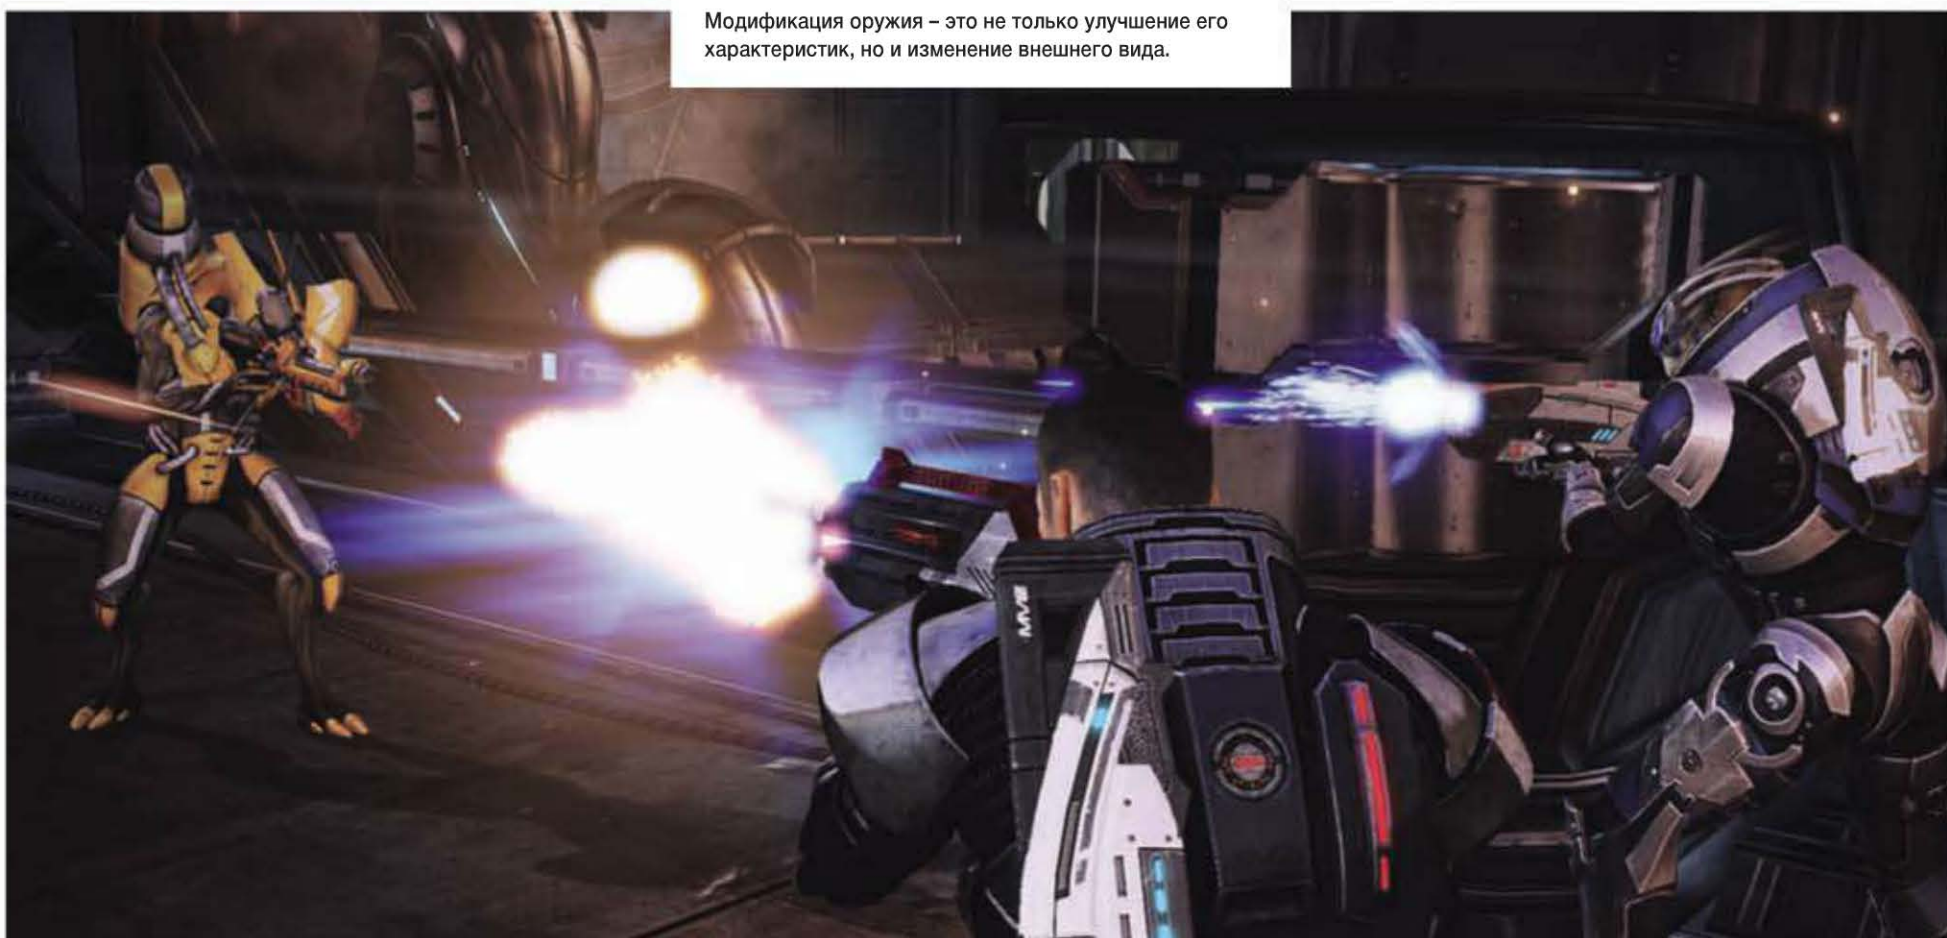 Модификация оружия – это не только улучшение его
характеристик, но и изменение внешнего вида.